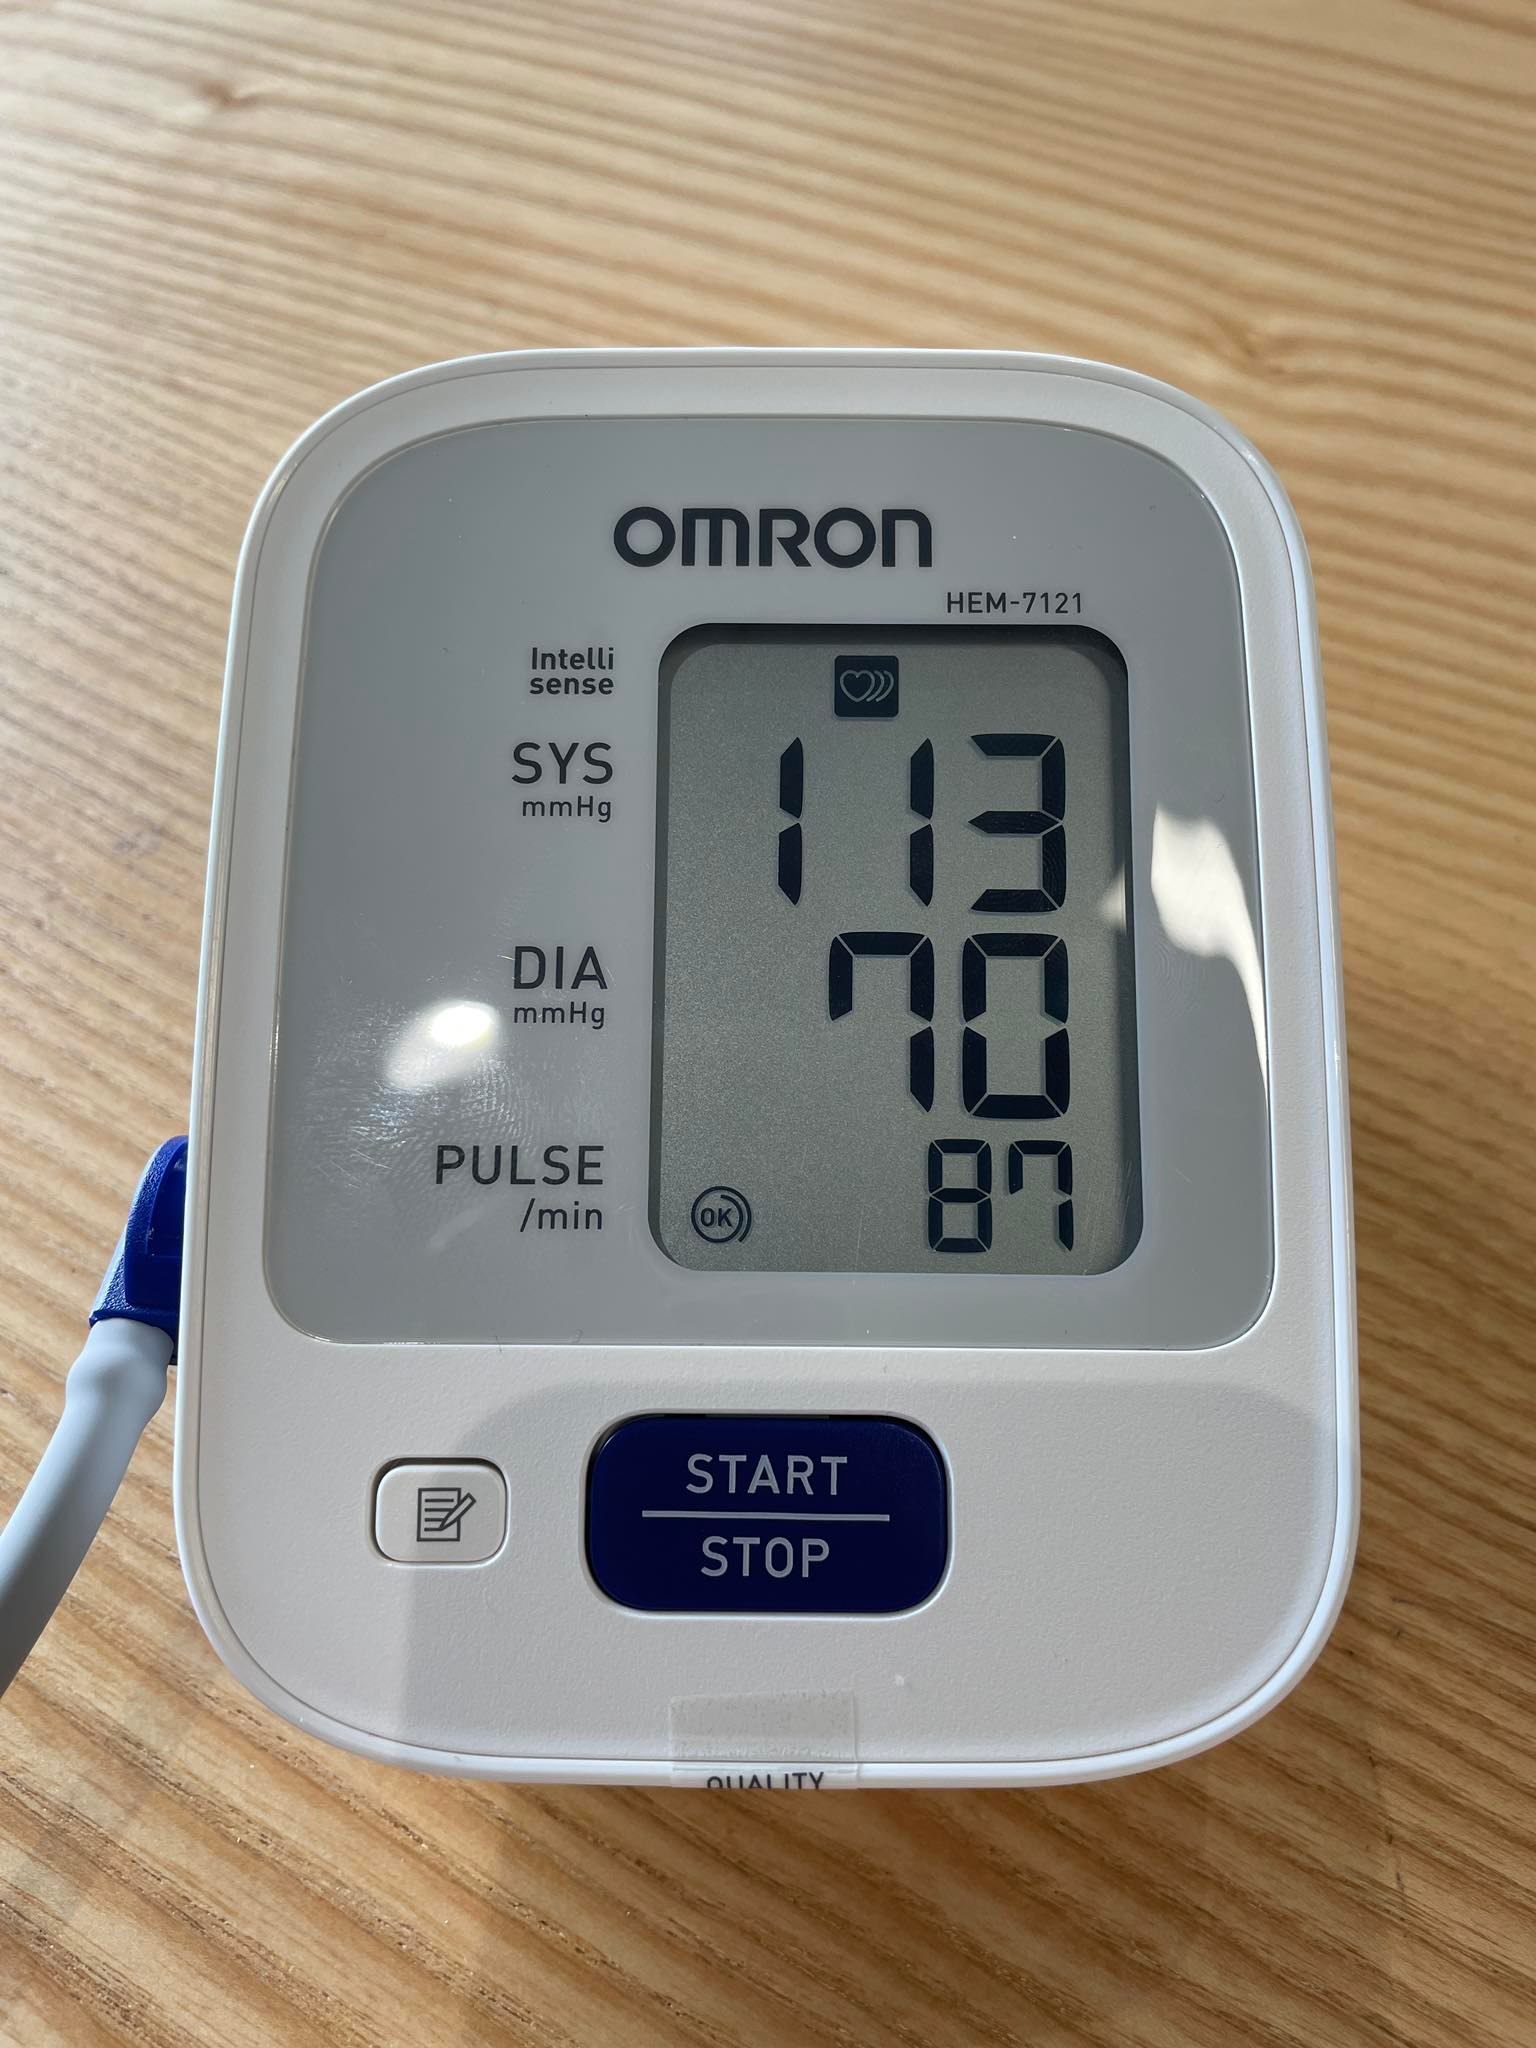 OMRON
HEM-7121
Intelli
sense
SYS
mmHg
113
DIA
mmHg
70
PULSE
/min
OK
87
START
STOP
QUALITY